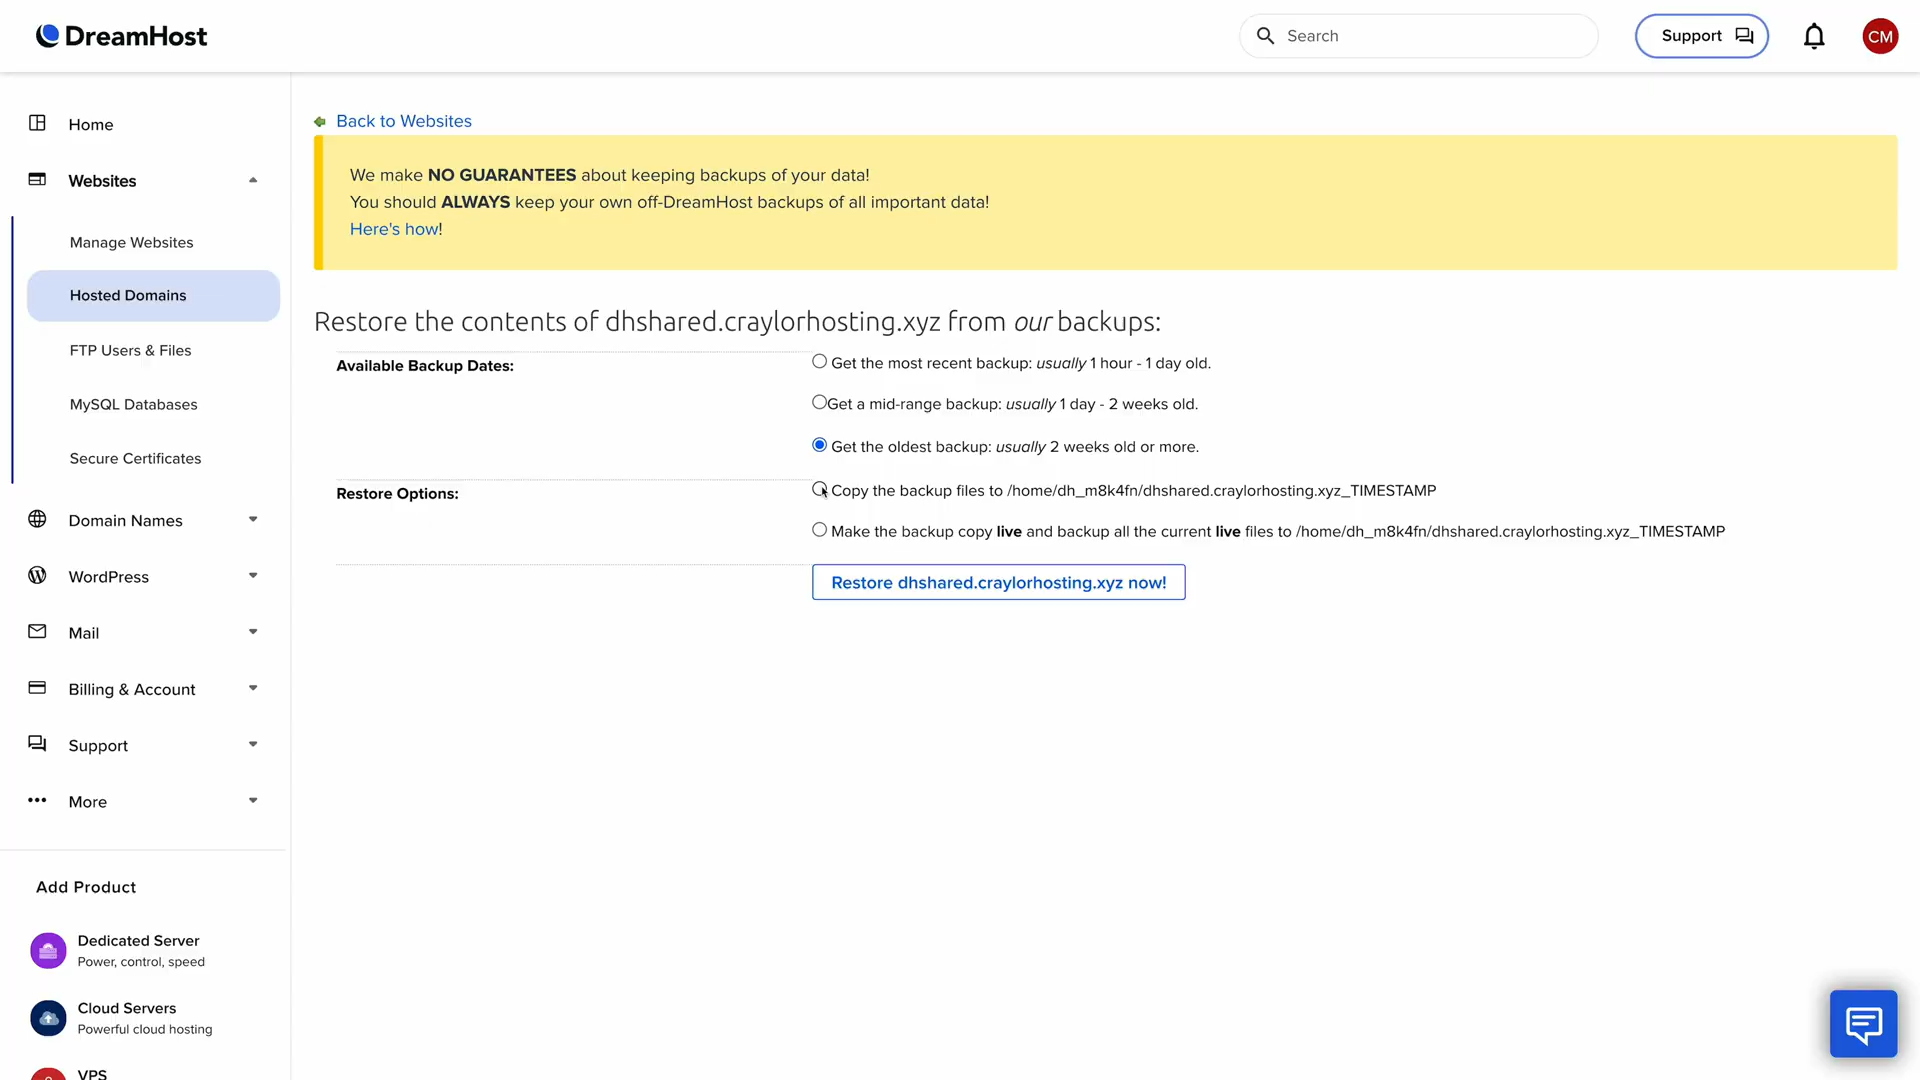 DreamHost
Search
Support
CM
Home
Websites
Manage Websites
Hosted Domains
FTP Users & Files
MySQL Databases
Secure Certificates
Domain Names
WordPress
Mail
Billing & Account
Support
More
Add Product
Dedicated Server
Power, control, speed
Cloud Servers
Powerful cloud hosting
VPS
Back to Websites
We make NO GUARANTEES about keeping backups of your data!
You should ALWAYS keep your own off-DreamHost backups of all important data!
Here's how!
Restore the contents of dhshared.craylorhosting.xyz from our backups:
Available Backup Dates:
Get the most recent backup: usually 1 hour - 1 day old.
Get a mid-range backup: usually 1 day - 2 weeks old.
Get the oldest backup: usually 2 weeks old or more.
Restore Options:
Copy the backup files to /home/dh_m8k4fn/dhshared.craylorhosting.xyz_TIMESTAMP
Make the backup copy live and backup all the current live files to /home/dh_m8k4fn/dhshared.craylorhosting.xyz_TIMESTAMP
Restore dhshared.craylorhosting.xyz now!